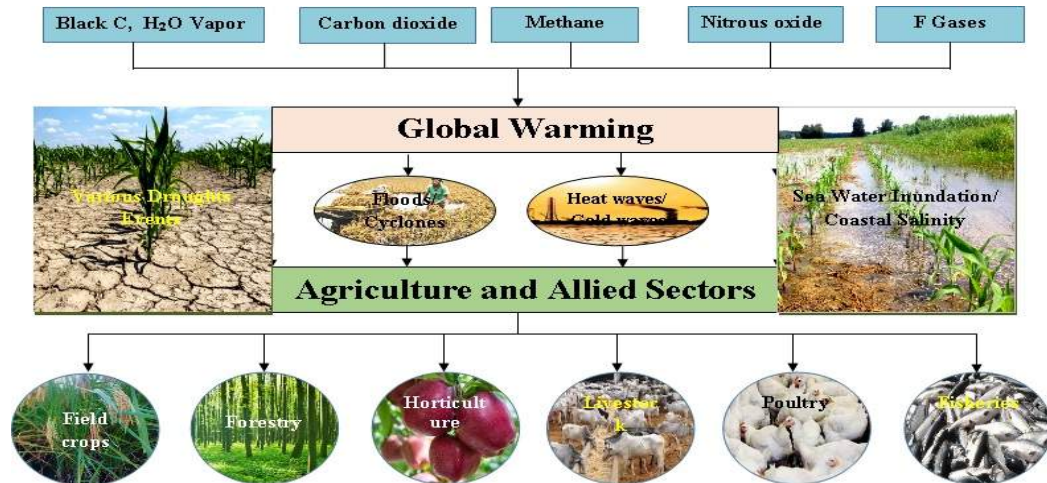 Black C, H₂O Vapor
Carbon dioxide
Methane
Nitrous oxide
F Gases
Global Warming
Various Droughts
Events
Floods/
Cyclones
Heat waves/
Cold waves
Sea Water Inundation/
Coastal Salinity
Agriculture and Allied Sectors
Field
crops
Forestry
Horticult
ure
Livestoc
k
Poultry
Fisheries